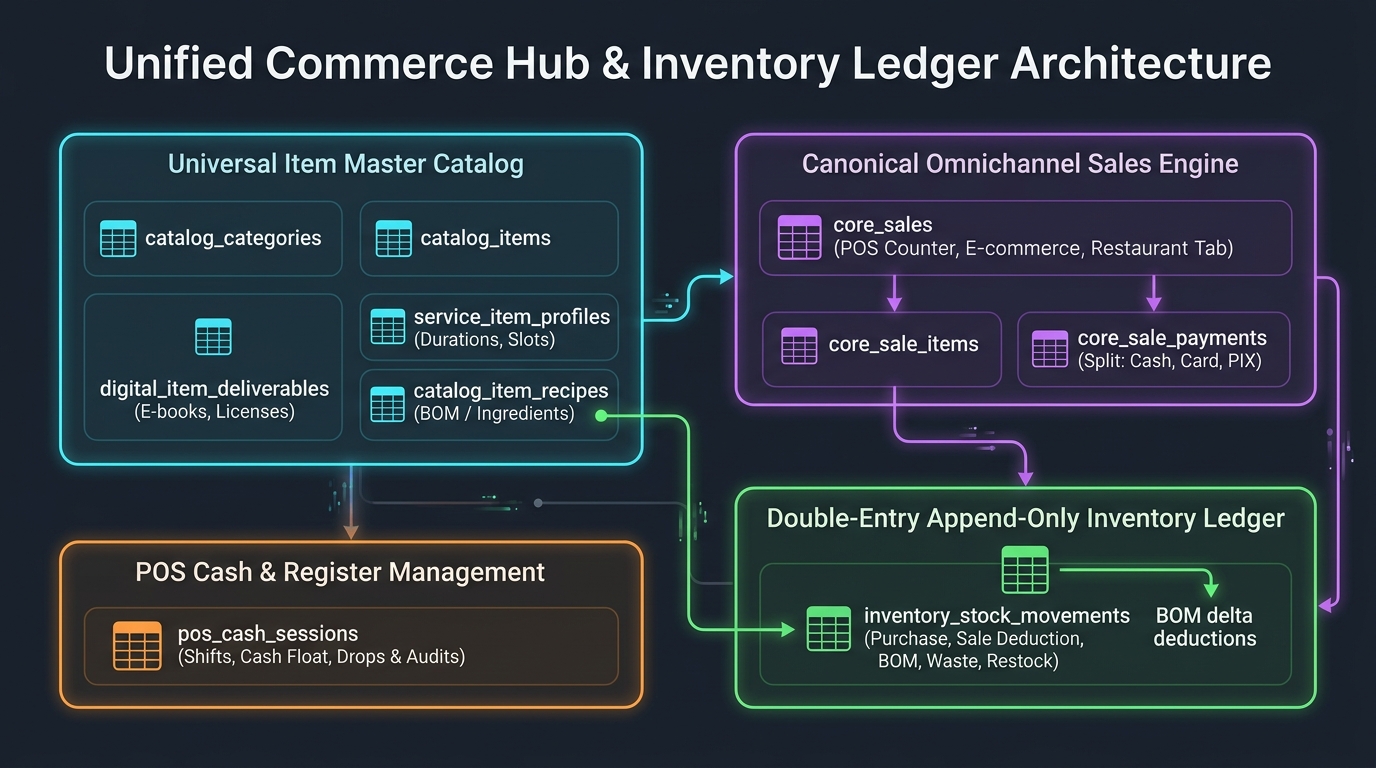 Unified Commerce Hub & Inventory Ledger Architecture
Universal Item Master Catalog
catalog_categories
catalog_items
digital_item_deliverables
(E-books, Licenses)
service_item_profiles
(Durations, Slots)
catalog_item_recipes
(BOM / Ingredients)
Canonical Omnichannel Sales Engine
core_sales
(POS Counter, E-commerce, Restaurant Tab)
core_sale_items
core_sale_payments
(Split: Cash, Card, PIX)
POS Cash & Register Management
pos_cash_sessions
(Shifts, Cash Float, Drops & Audits)
Double-Entry Append-Only Inventory Ledger
inventory_stock_movements
(Purchase, Sale Deduction,
BOM, Waste, Restock)
BOM delta
deductions